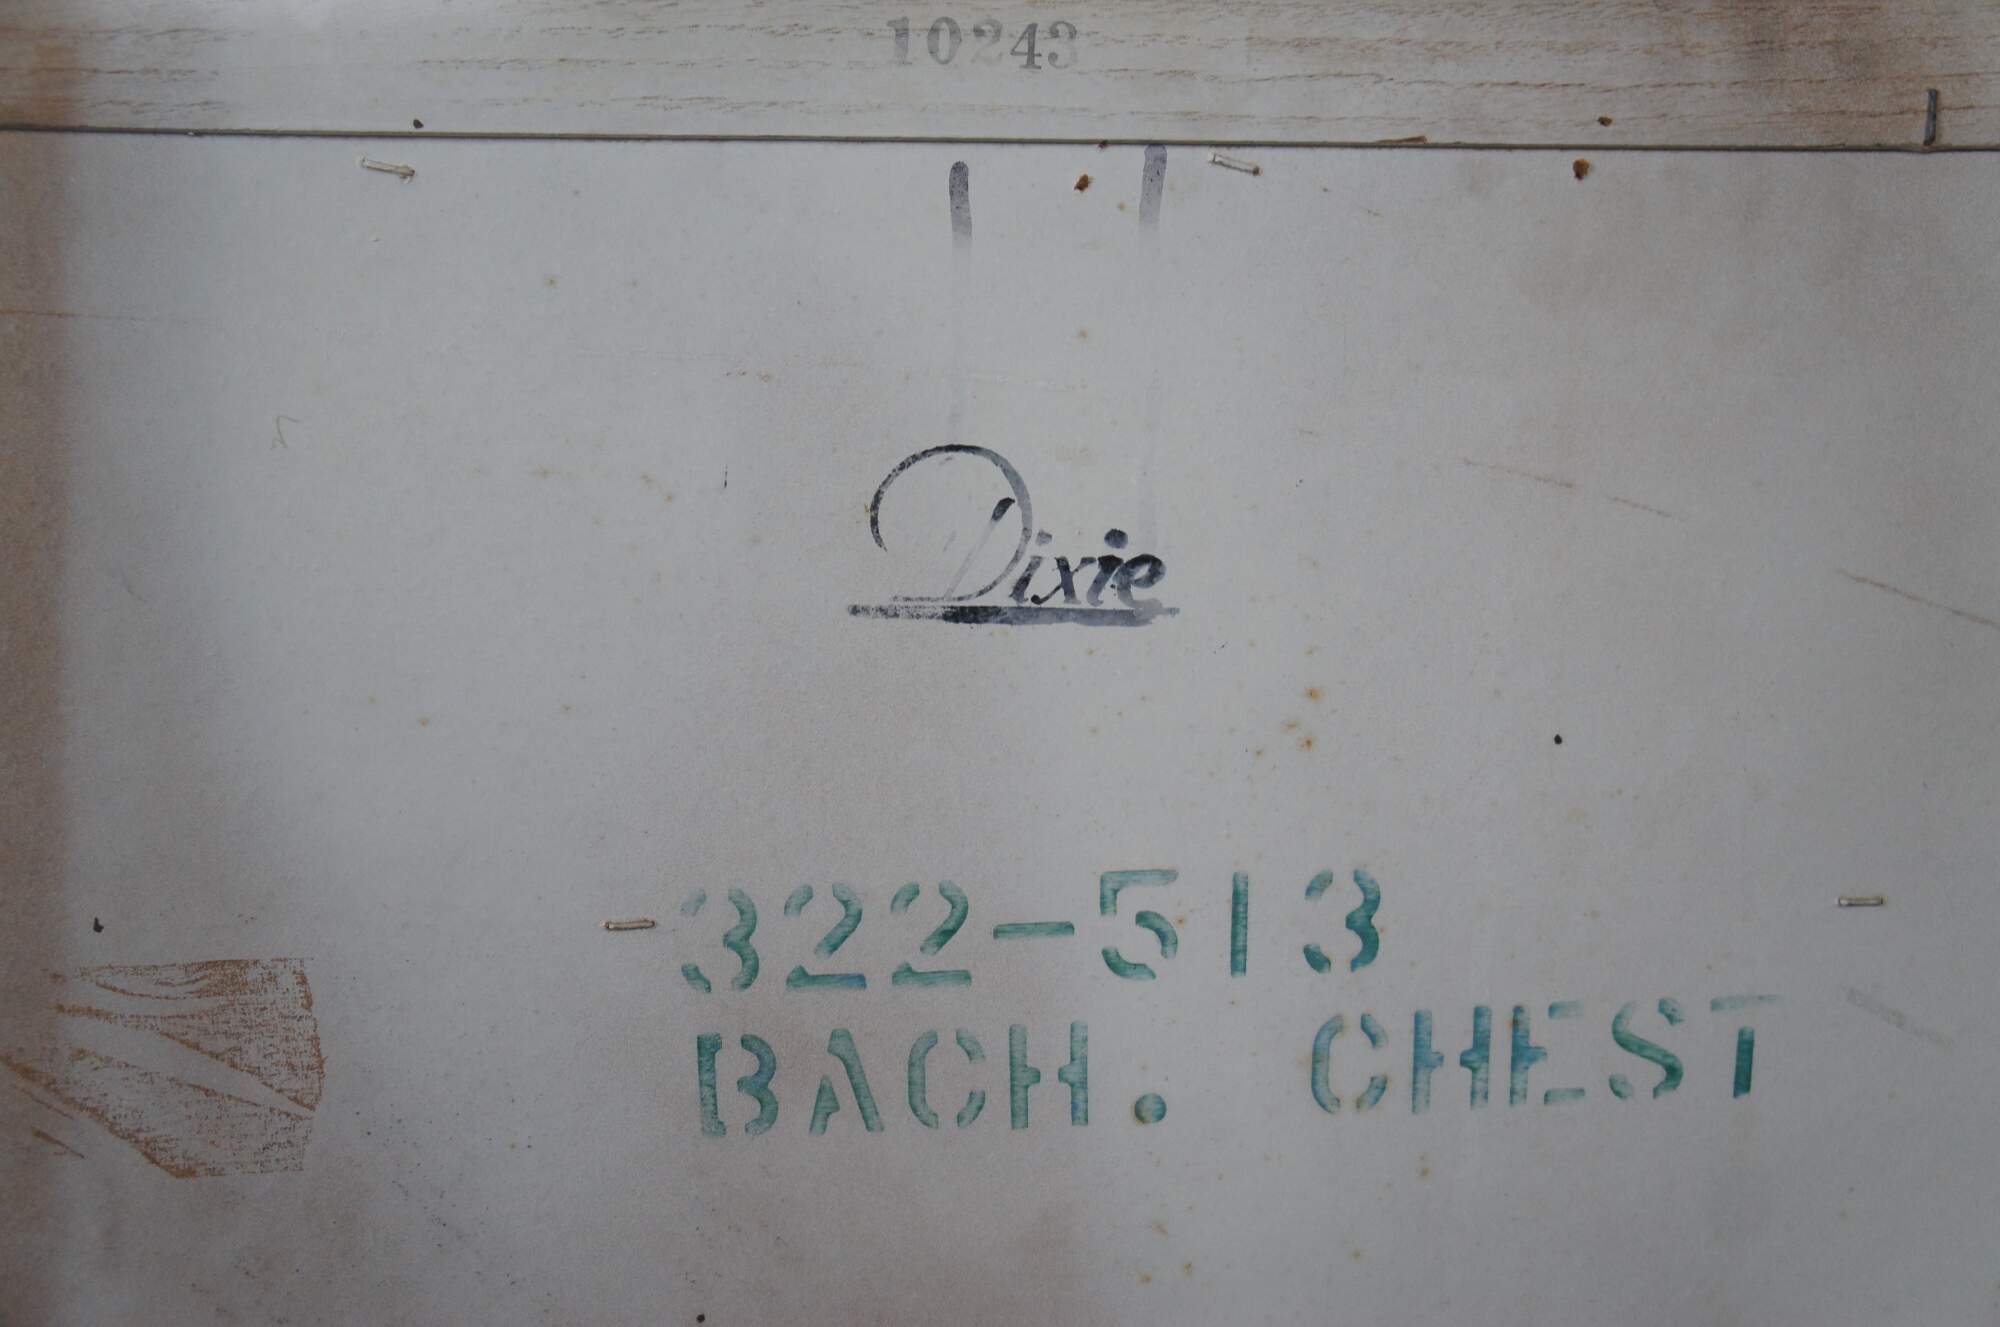 10243
Dixie
322-513
BACH. CHEST